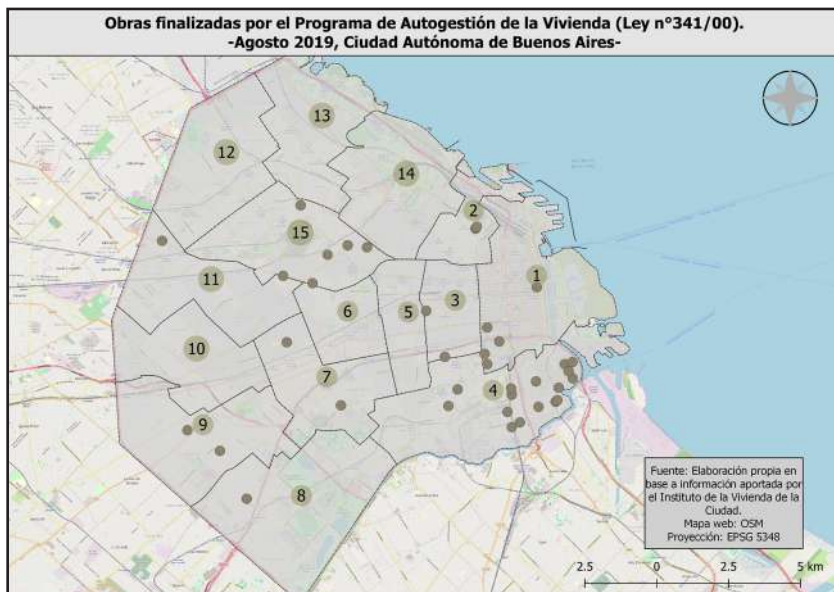 Obras finalizadas por el Programa de Autogestión de la Vivienda (Ley n°341/00).
-Agosto 2019, Ciudad Autónoma de Buenos Aires-
13
12
14
2
15
11
1
3
6
5
10
7
4
9
8
Fuente: Elaboración propia en
base a información aportada por
el Instituto de la Vivienda de la
Ciudad.
Mapa web: OSM
Proyección: EPSG 5348
2.5 0 2.5 5 km